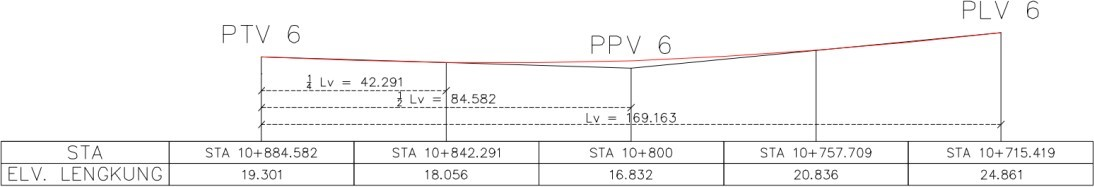 PLV 6
PTV 6
PPV 6
1/4 Lv = 42.291
1/2 Lv = 84.582
Lv = 169.163
STA STA 10+884.582 STA 10+842.291 STA 10+800 STA 10+757.709 STA 10+715.419
ELV. LENGKUNG 19.301 18.056 16.832 20.836 24.861